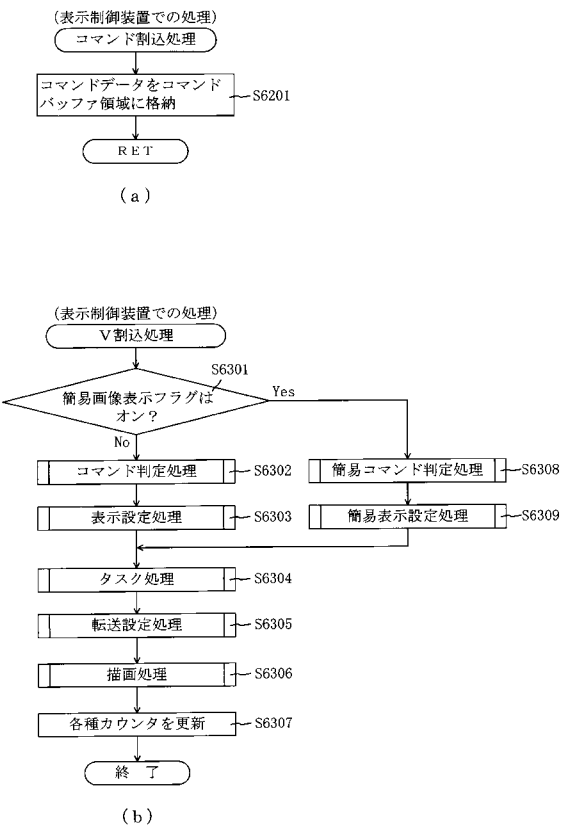 (表示制御装置での処理)
コマンド割込処理
コマンドデータをコマンド
バッファ領域に格納
S6201
RET
(a)
(表示制御装置での処理)
V割込処理
S6301
簡易画像表示フラグは
オン?
Yes
No
コマンド判定処理
S6302
簡易コマンド判定処理
S6308
表示設定処理
S6303
簡易表示設定処理
S6309
タスク処理
S6304
転送設定処理
S6305
描画処理
S6306
各種カウンタを更新
S6307
終 了
(b)